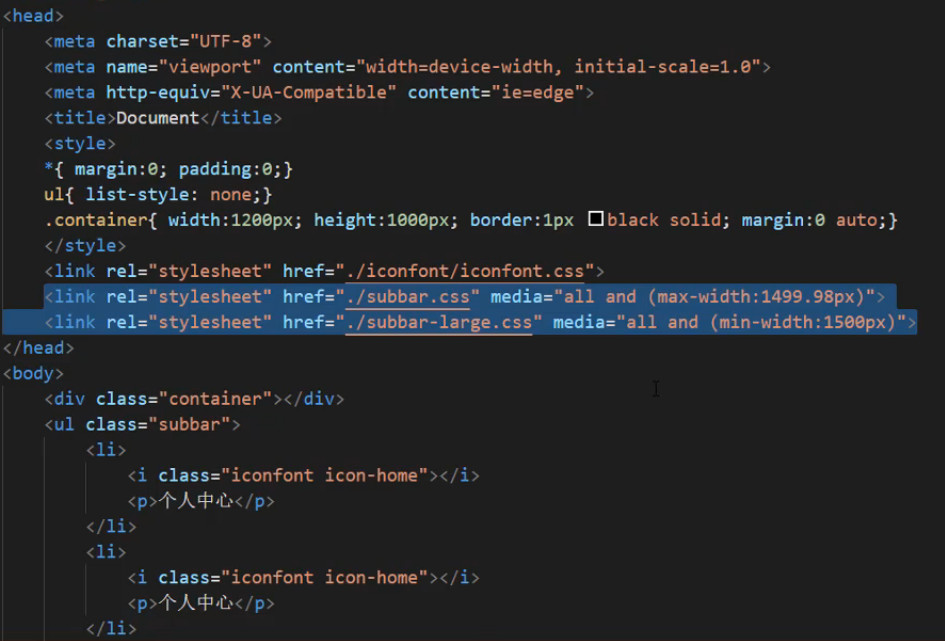 <head>
<meta charset="UTF-8">
<meta name="viewport" content="width=device-width, initial-scale=1.0">
<meta http-equiv="X-UA-Compatible" content="ie=edge">
<title>Document</title>
<style>
*{ margin:0; padding:0;}
ul{ list-style: none;}
.container{ width:1200px; height:1000px; border:1px black solid; margin:0 auto;}
</style>
<link rel="stylesheet" href="./iconfont/iconfont.css">
<link rel="stylesheet" href="./subbar.css" media="all and (max-width:1499.98px)">
<link rel="stylesheet" href="./subbar-large.css" media="all and (min-width:1500px)">
</head>
<body>
<div class="container"></div>
<ul class="subbar">
<li>
<i class="iconfont icon-home"></i>
<p>个人中心</p>
</li>
<li>
<i class="iconfont icon-home"></i>
<p>个人中心</p>
</li>